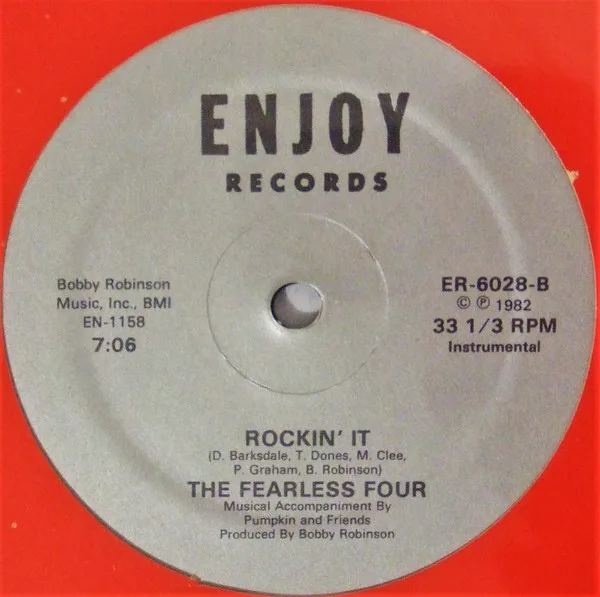 ENJOY
RECORDS
Bobby Robinson
Music, Inc., BMI
EN-1158
7:06
ER-6028-B
© ℗ 1982
33 1/3 RPM
Instrumental
ROCKIN' IT
(D. Barksdale, T. Dones, M. Clee,
P. Graham, B. Robinson)
THE FEARLESS FOUR
Musical Accompaniment By
Pumpkin and Friends
Produced By Bobby Robinson